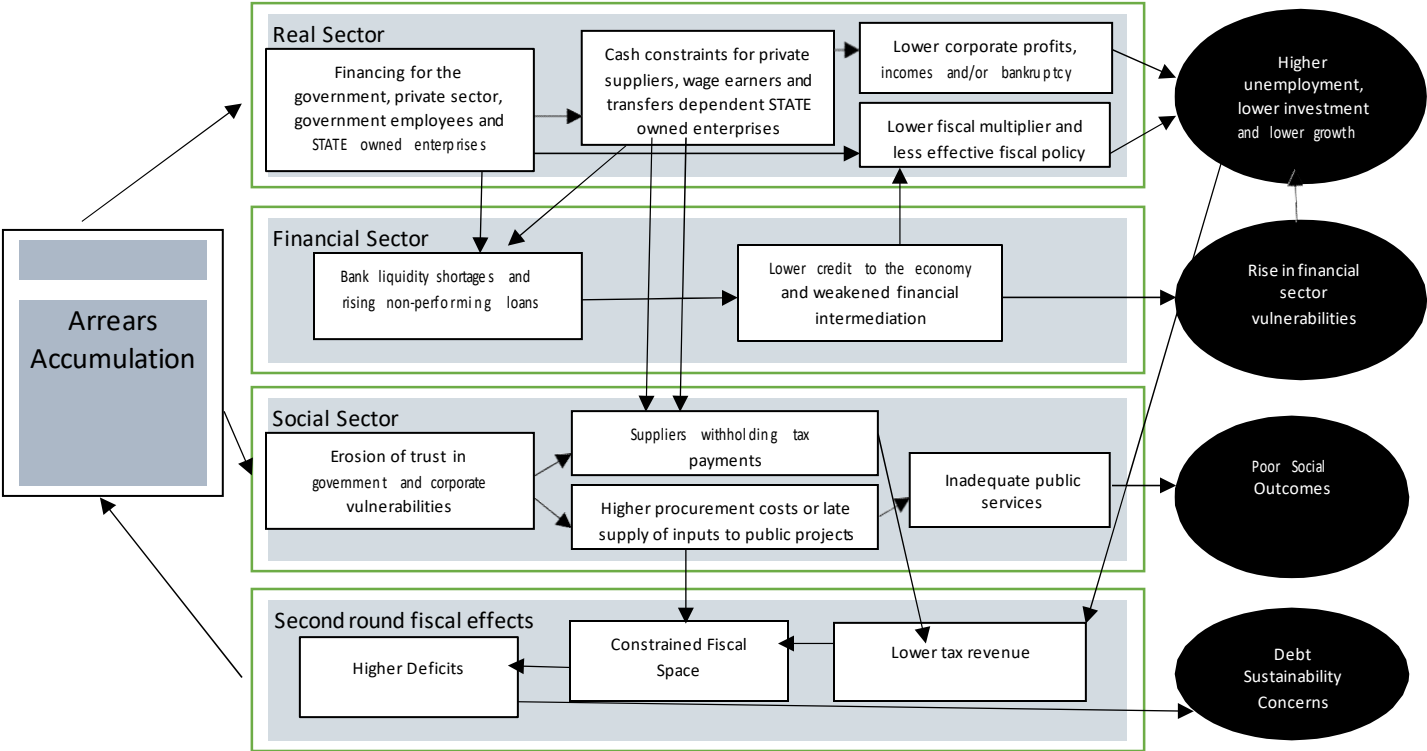 Real Sector
Financing for the
government, private sector,
government employees and
STATE owned enterprises
Cash constraints for private
suppliers, wage earners and
transfers dependent STATE
owned enterprises
Lower corporate profits,
incomes and/or bankruptcy
Lower fiscal multiplier and
less effective fiscal policy
Higher
unemployment,
lower investment
and lower growth
Arrears
Accumulation
Financial Sector
Bank liquidity shortages and
rising non-performing loans
Lower credit to the economy
and weakened financial
intermediation
Rise in financial
sector
vulnerabilities
Social Sector
Erosion of trust in
government and corporate
vulnerabilities
Suppliers withholding tax
payments
Higher procurement costs or late
supply of inputs to public projects
Inadequate public
services
Poor Social
Outcomes
Second round fiscal effects
Higher Deficits
Constrained Fiscal
Space
Lower tax revenue
Debt
Sustainability
Concerns